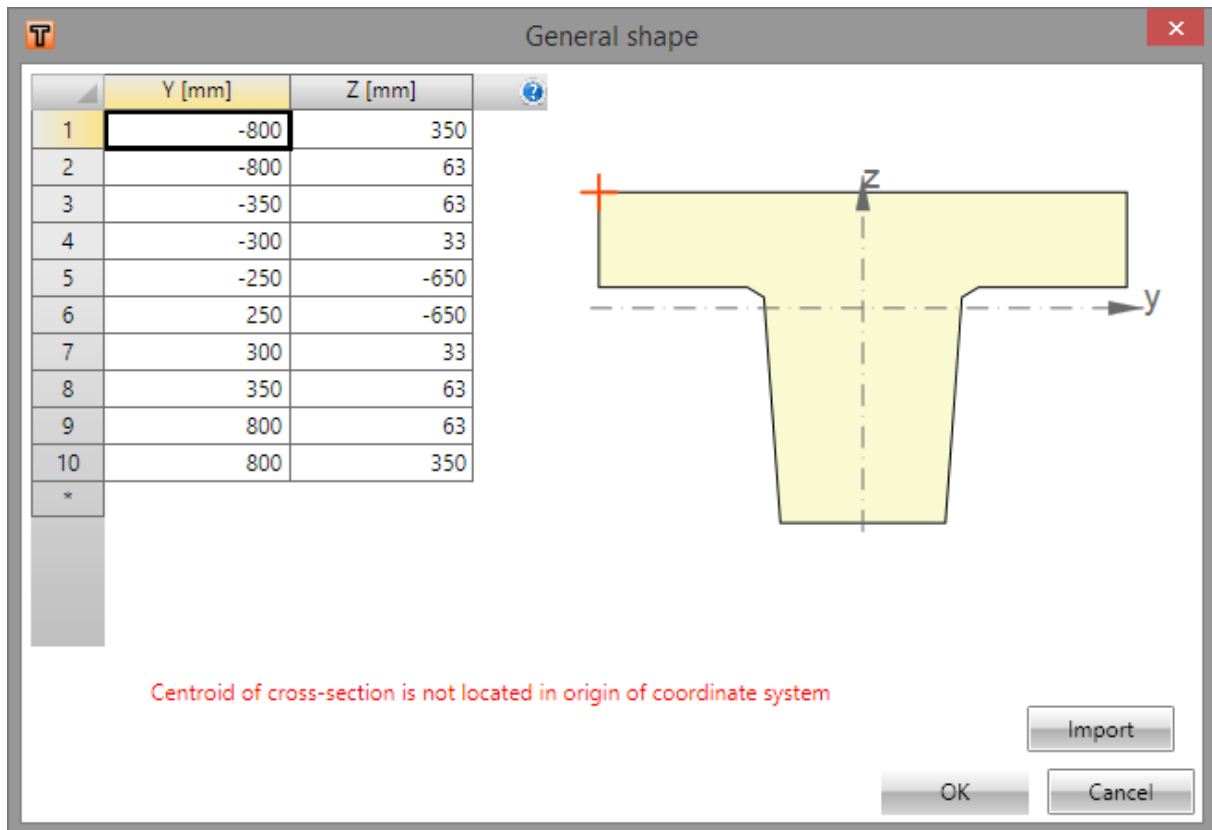 General shape
Y [mm] Z [mm]
1 -800 350
2 -800 63
3 -350 63
4 -300 33
5 -250 -650
6 250 -650
7 300 33
8 350 63
9 800 63
10 800 350
*
z
y
Centroid of cross-section is not located in origin of coordinate system
Import
OK Cancel